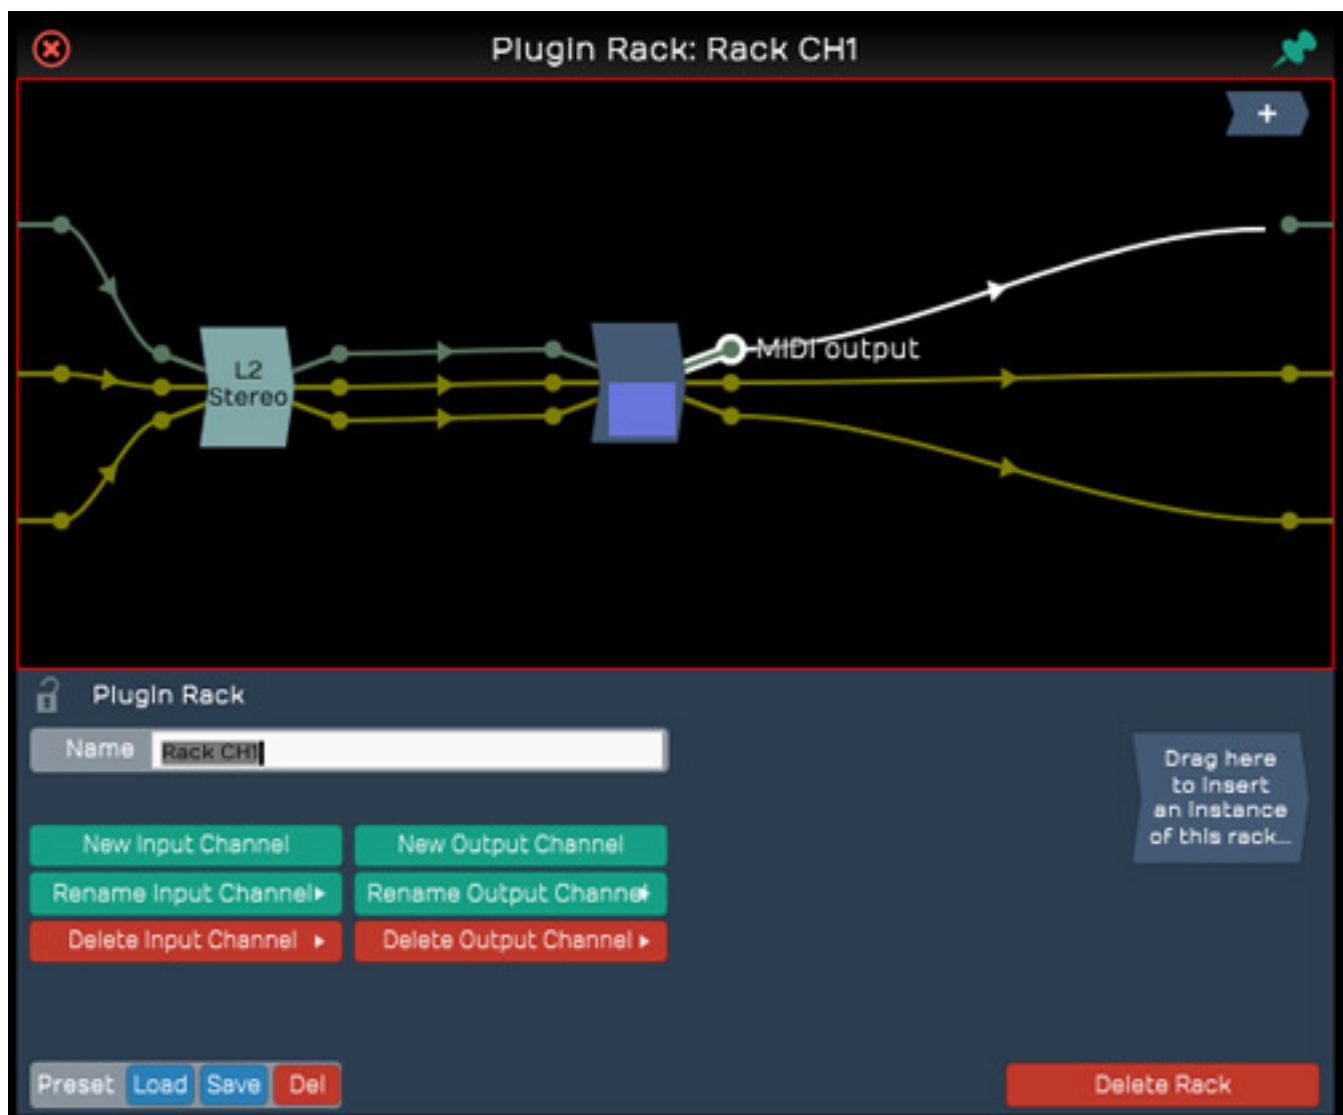 Plugin Rack: Rack CH1
+
MIDI output
L2
Stereo
Plugin Rack
Name Rack CH1
Drag here
to insert
an instance
of this rack...
New Input Channel New Output Channel
Rename Input Channel Rename Output Channel
Delete Input Channel Delete Output Channel
Preset Load Save Del
Delete Rack